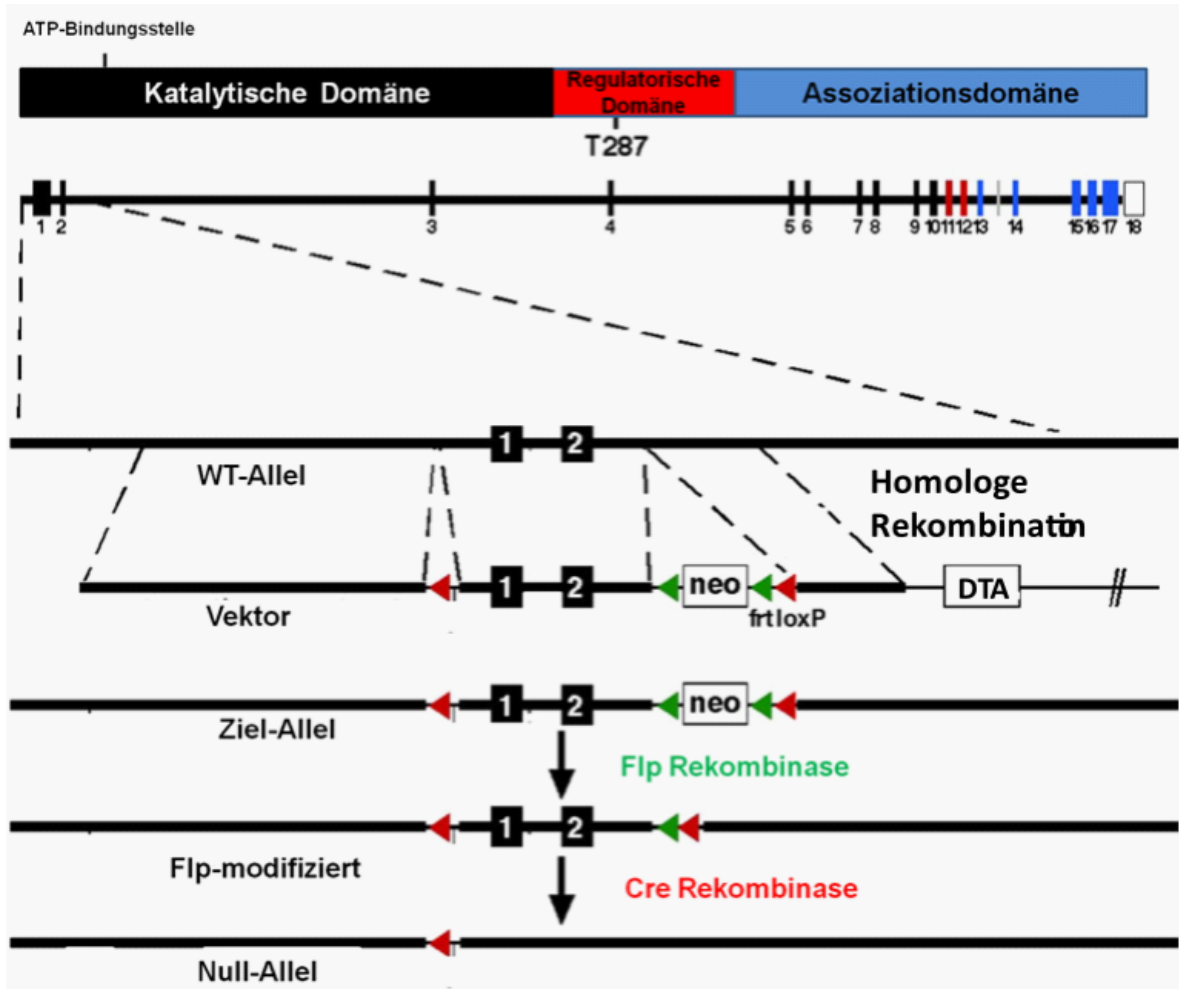 ATP-Bindungsstelle
Katalytische Domäne
Regulatorische
Domäne
Assoziationsdomäne
T287
1 2 3 4 5 6 7 8 9 10 11 12 13 14 15 16 17 18
1 2
WT-Allel
Homologe
Rekombination
1 2 neo DTA
Vektor
frt loxP
1 2 neo
Ziel-Allel
Flp Rekombinase
1 2
Flp-modifiziert
Cre Rekombinase
Null-Allel